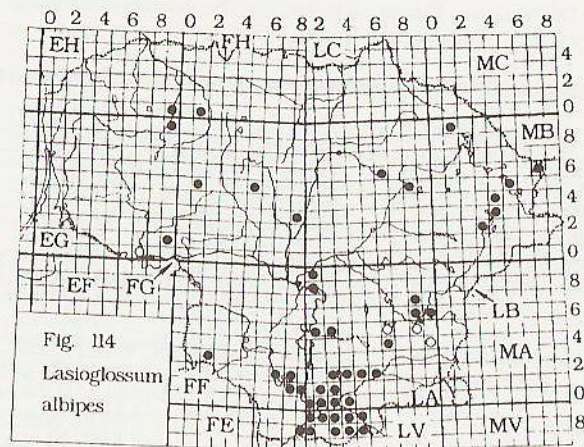 0 2 4 6 8 0 2 4 6 8 2 4 6 8 0 2 4 6 8
EH FH LC MC
4
2
0
MB
8
6
4
2
EG
0
EF FG LB
8
6
MA
4
Fig. 114
Lasioglossum
albipes
2
FF LA
0
FE LV MV
8